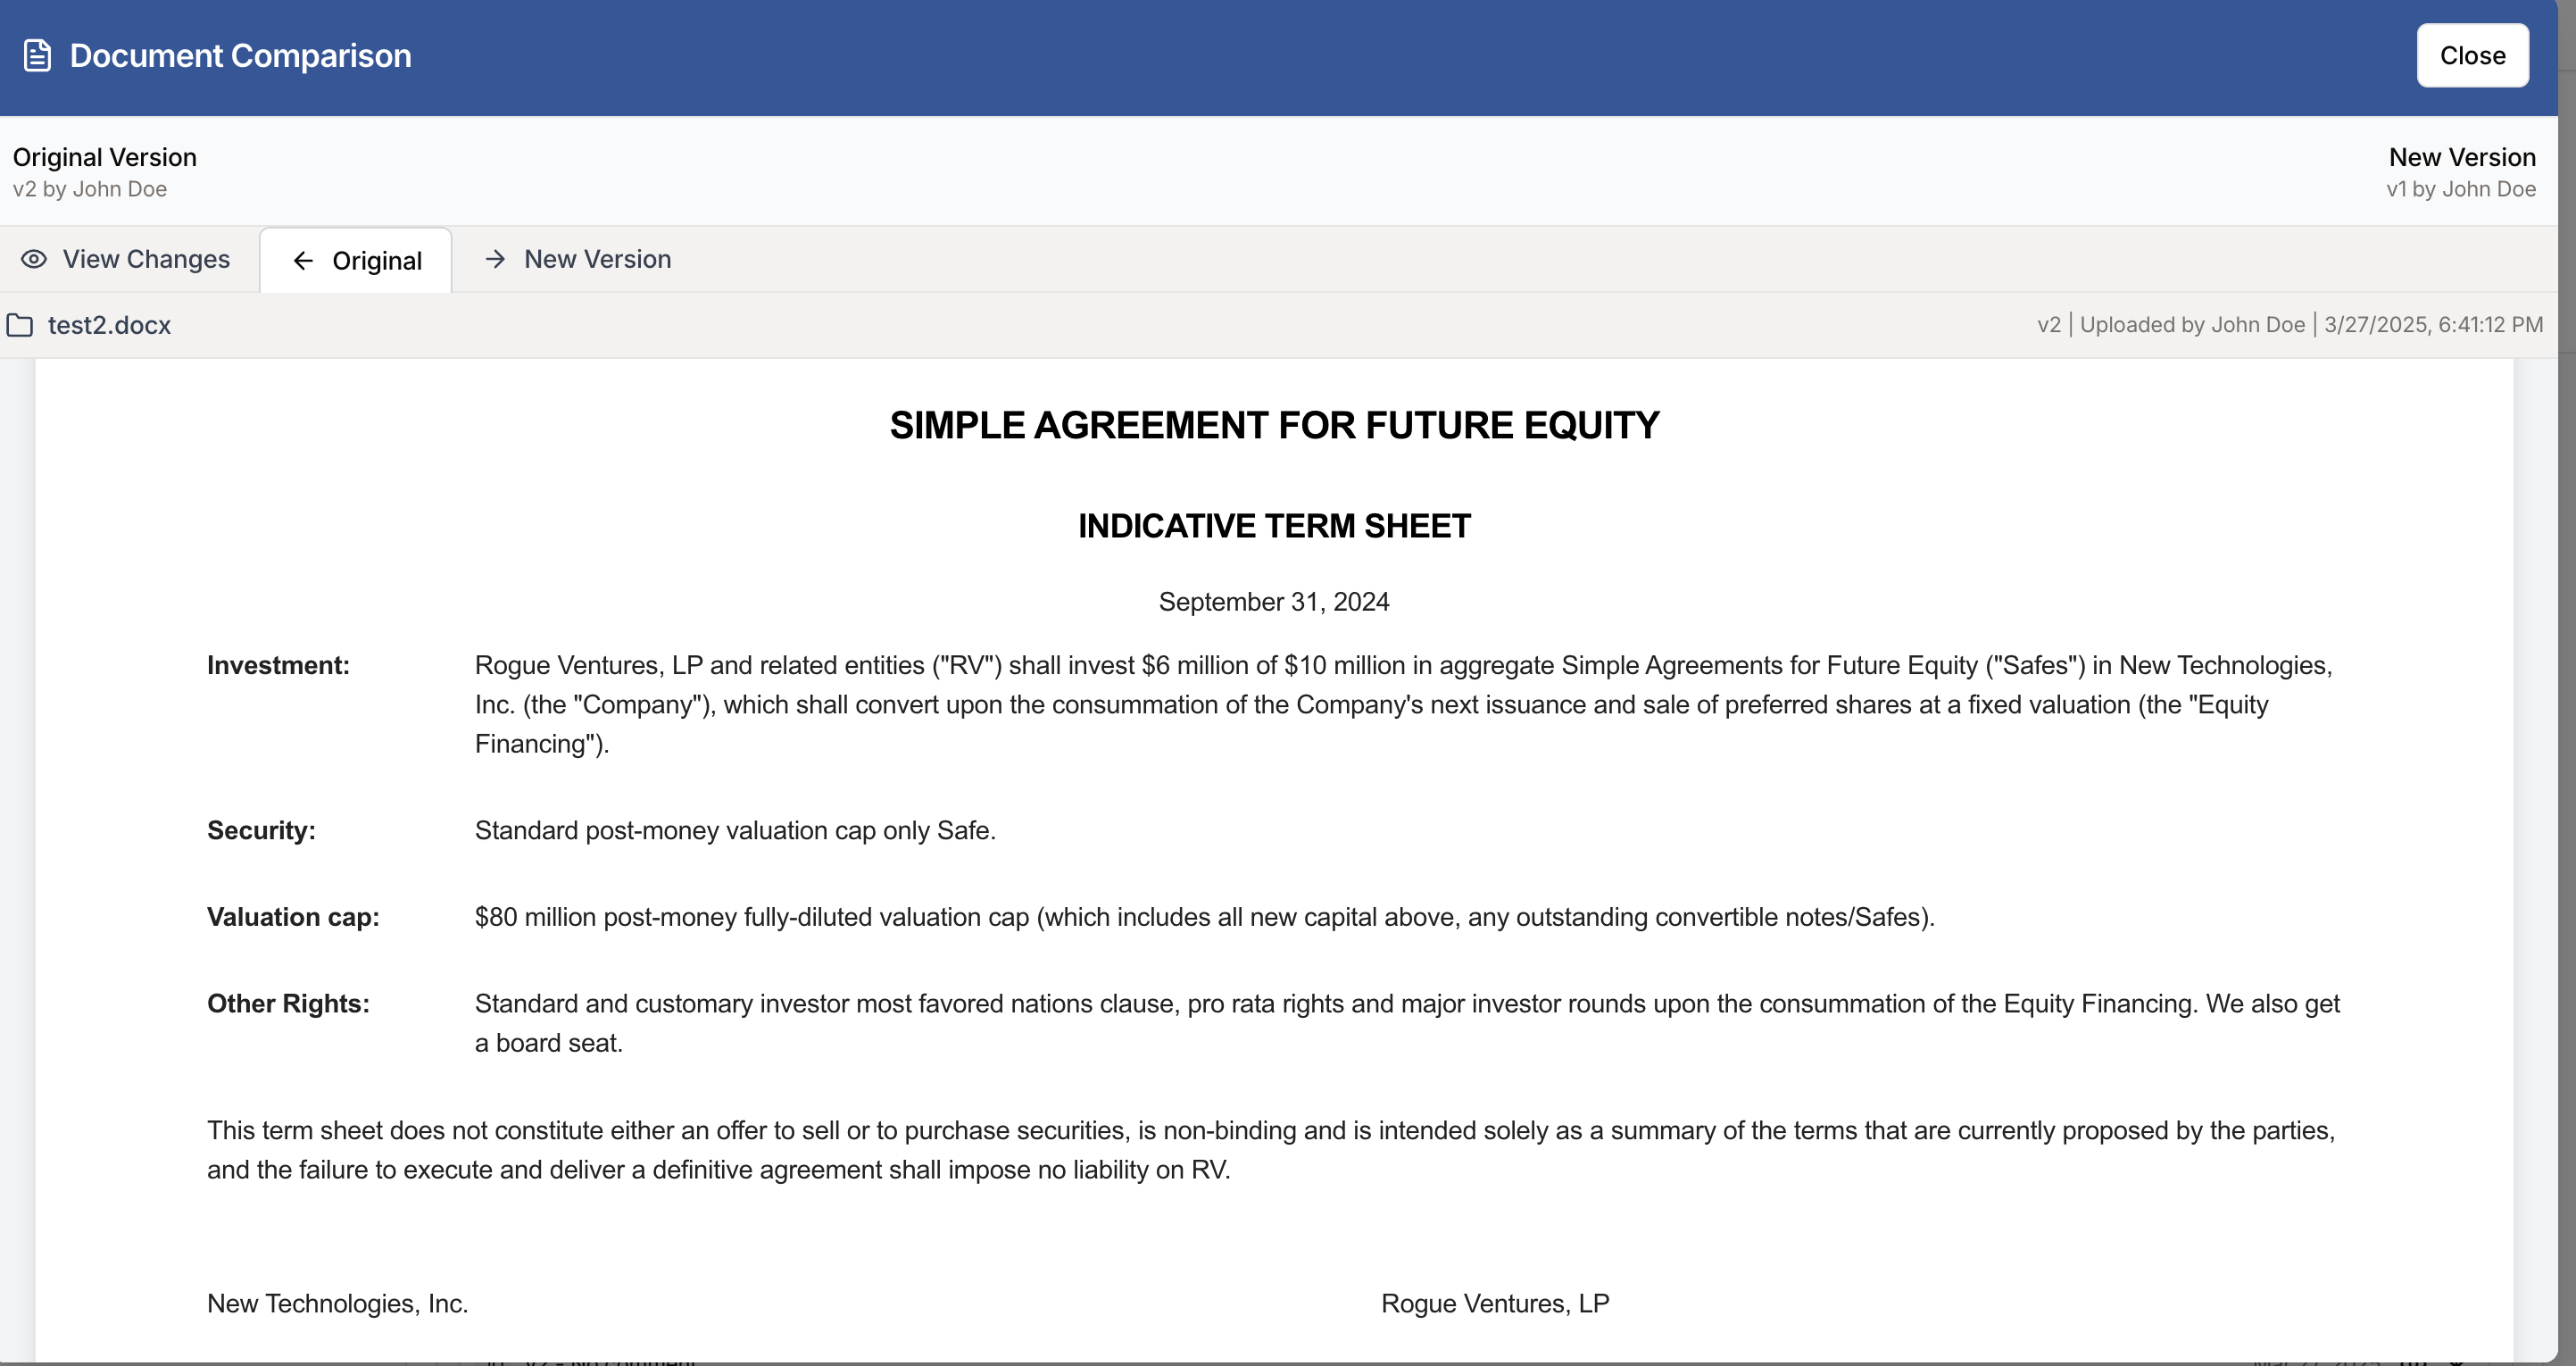 Document Comparison
Close
Original Version
New Version
v2 by John Doe
v1 by John Doe
View Changes
Original
New Version
test2.docx
v2 | Uploaded by John Doe | 3/27/2025, 6:41:12 PM
SIMPLE AGREEMENT FOR FUTURE EQUITY
INDICATIVE TERM SHEET
September 31, 2024
Investment:
Rogue Ventures, LP and related entities ("RV") shall invest $6 million of $10 million in aggregate Simple Agreements for Future Equity ("Safes") in New Technologies,
Inc. (the "Company"), which shall convert upon the consummation of the Company's next issuance and sale of preferred shares at a fixed valuation (the "Equity
Financing").
Security:
Standard post-money valuation cap only Safe.
Valuation cap:
$80 million post-money fully-diluted valuation cap (which includes all new capital above, any outstanding convertible notes/Safes).
Other Rights:
Standard and customary investor most favored nations clause, pro rata rights and major investor rounds upon the consummation of the Equity Financing. We also get
a board seat.
This term sheet does not constitute either an offer to sell or to purchase securities, is non-binding and is intended solely as a summary of the terms that are currently proposed by the parties,
and the failure to execute and deliver a definitive agreement shall impose no liability on RV.
New Technologies, Inc.
Rogue Ventures, LP